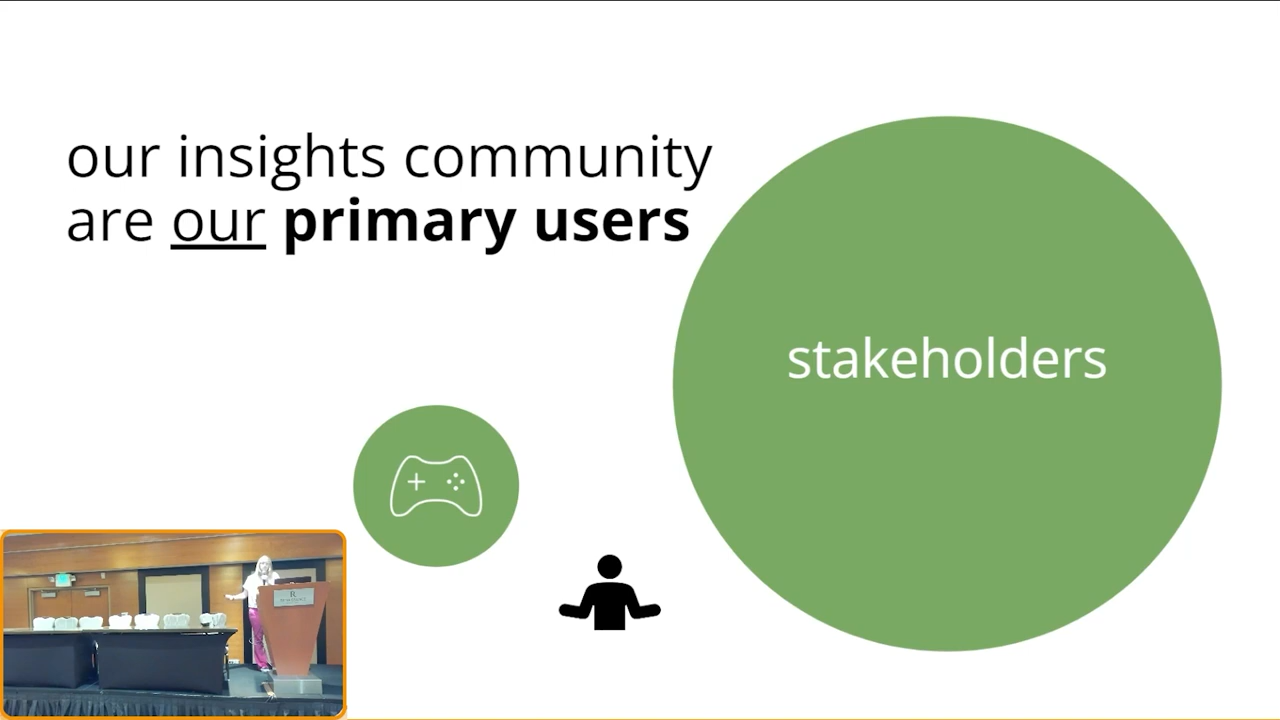 our insights community
are our primary users
stakeholders